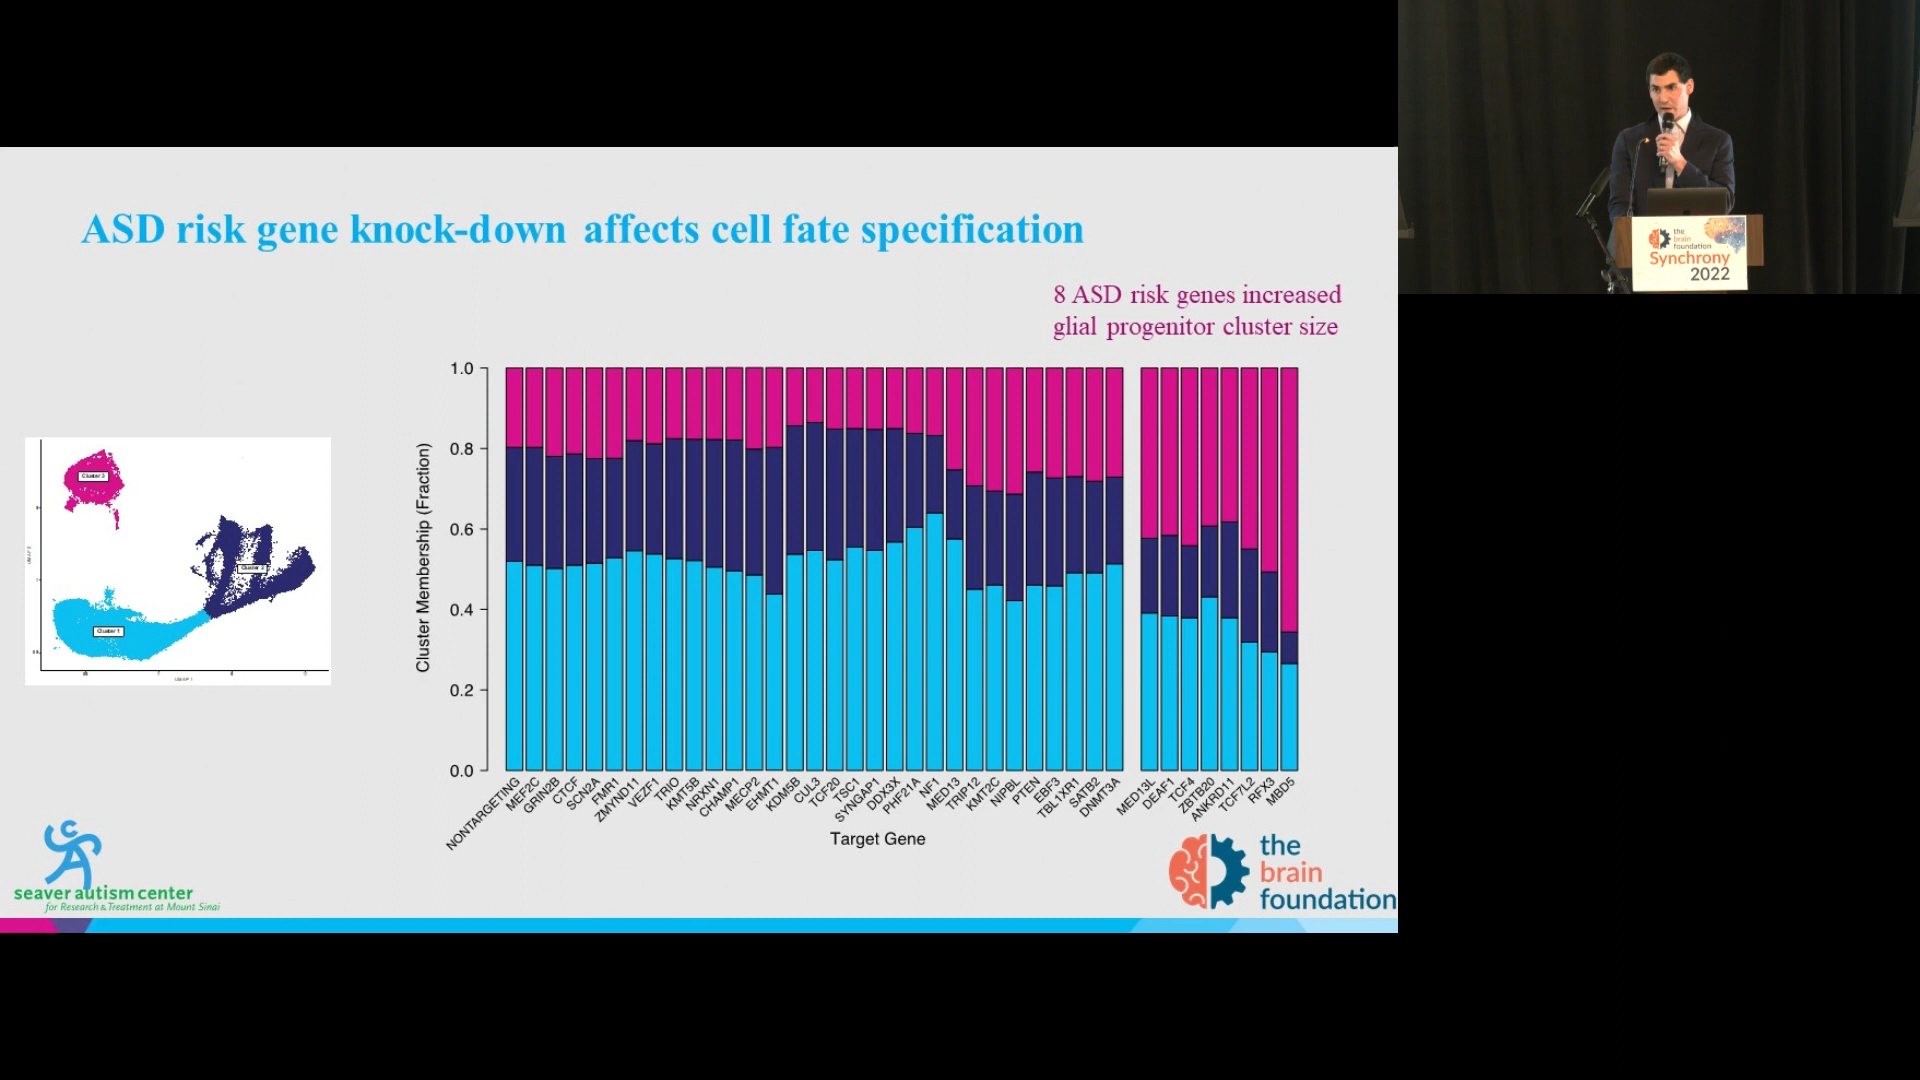 ASD risk gene knock-down affects cell fate specification
8 ASD risk genes increased
glial progenitor cluster size
1.0
0.8
0.6
0.4
0.2
0.0
Cluster Membership (Fraction)
NONTARGETING
MEF2C
GRIN2B
CTCF
SCN2A
FMR1
ZMYND11
VEZF1
TRIO
KMT5B
NRXN1
CHAMP1
MECP2
EHMT1
KDM5B
CUL3
TCF20
TSC1
SYNGAP1
DDX3X
PHF21A
NF1
MED13
TRIP12
KMT2C
NIPBL
PTEN
EBF3
TBL1XR1
SATB2
DNMT3A
MED13L
DEAF1
TCF4
ZBTB20
ANKRD11
TCF7L2
RFX3
MBD5
Target Gene
Cluster 1
seaver autism center
for Research & Treatment at Mount Sinai
the
brain
foundation
the
brain
foundation
Synchrony
2022